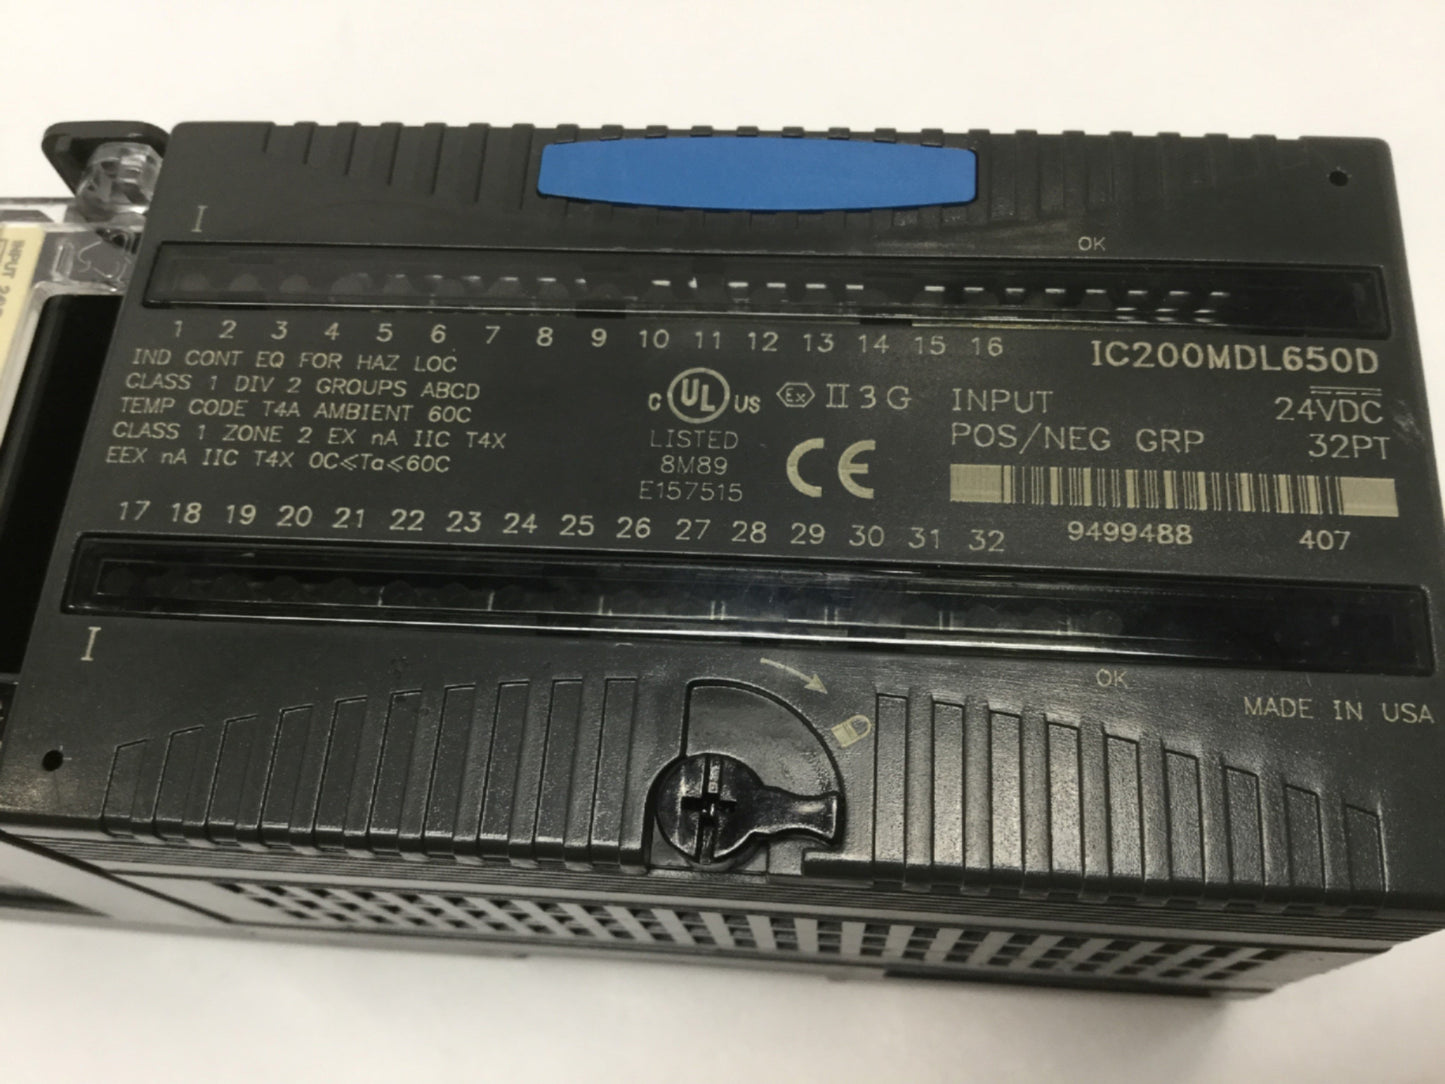 INPUT
I
OK
1 2 3 4 5 6 7 8 9 10 11 12 13 14 15 16
IND CONT EQ FOR HAZ LOC
CLASS 1 DIV 2 GROUPS ABCD
TEMP CODE T4A AMBIENT 60C
CLASS 1 ZONE 2 EX nA IIC T4X
EEX nA IIC T4X 0C≤Ta≤60C
C UL US
LISTED
8M89
E157515
Ex II 3 G
CE
IC200MDL650D
INPUT 24VDC
POS/NEG GRP 32PT
9499488 407
17 18 19 20 21 22 23 24 25 26 27 28 29 30 31 32
I
OK
MADE IN USA